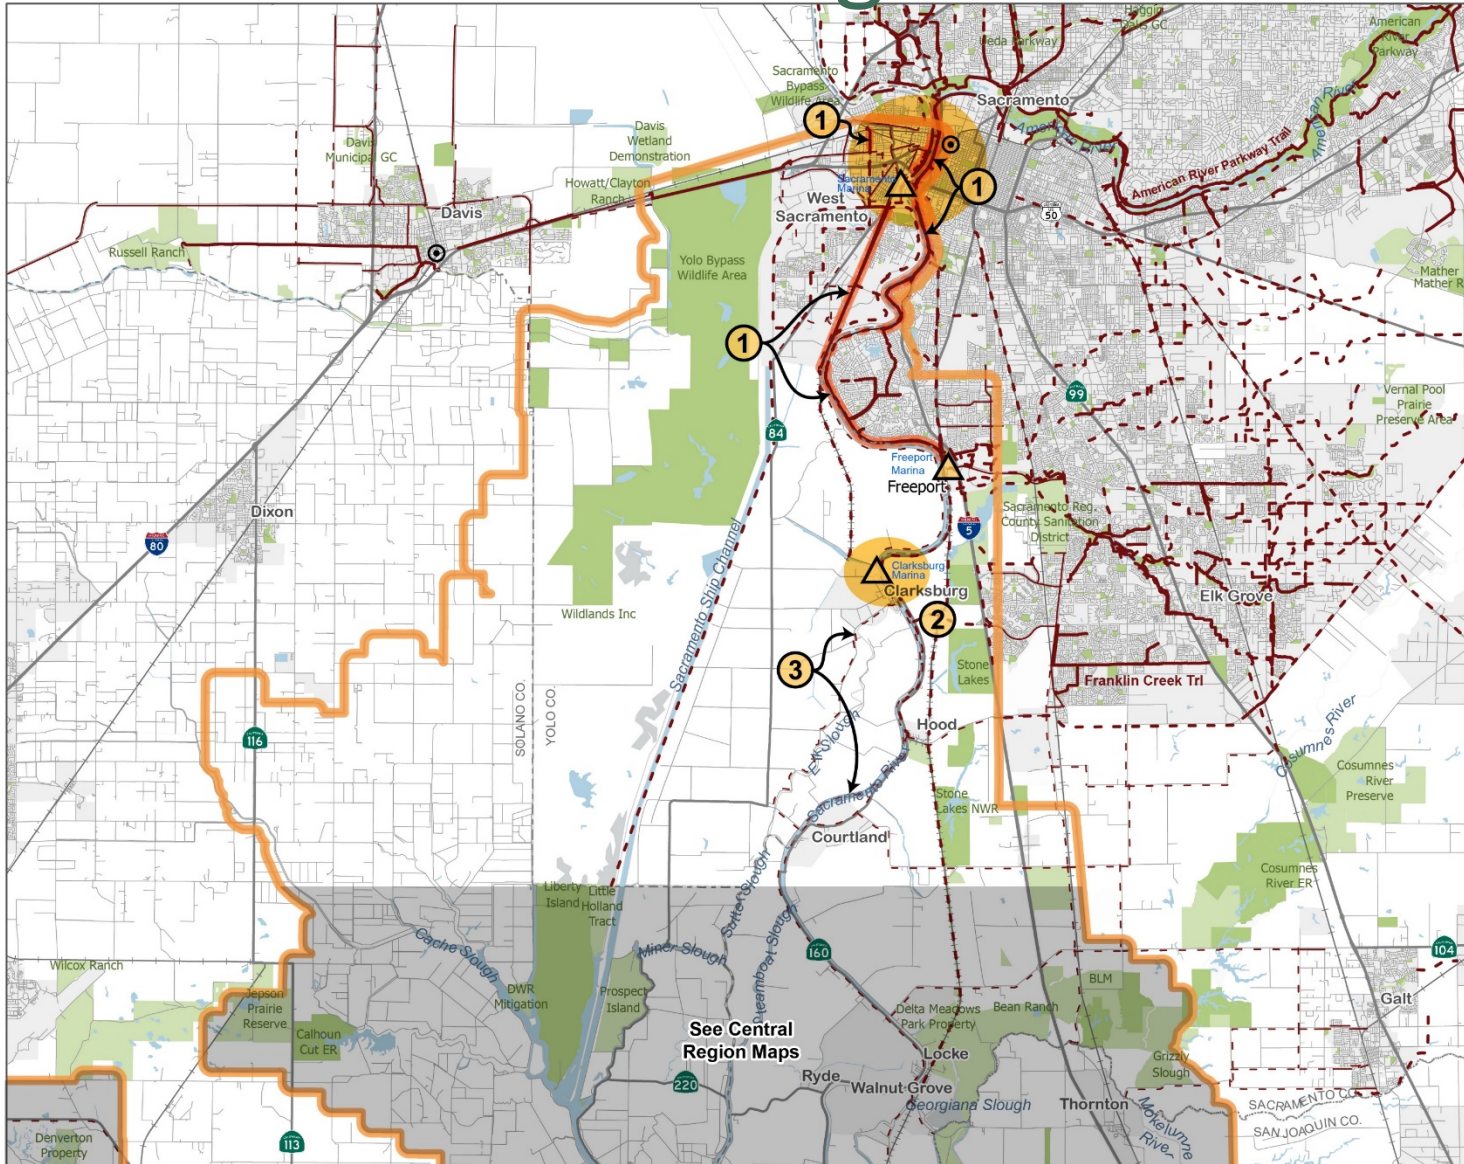 g
Haggin
Oaks GC
American
River
Parkway
Ueda Parkway
Sacramento
Bypass
Wildlife Area
Sacramento
American River
American River
1
Davis
Wetland
Demonstration
Davis
Municipal GC
American River Parkway Trail
Howatt/Clayton
Ranch
Sacramento
Marina
1
West
Sacramento
Davis
50
Russell Ranch
Yolo Bypass
Wildlife Area
Mather
Mather R
1
99
Vernal Pool
Prairie
Preserve Area
84
Freeport
Marina
Freeport
Dixon
Sacramento Reg.
County Sanitation
District
5
80
Sacramento Ship Channel
Clarksburg
Marina
Clarksburg
Elk Grove
Wildlands Inc
2
3
Stone
Lakes
Franklin Creek Trl
SOLANO CO.
YOLO CO.
Hood
Elk Slough
116
Cosumnes River
Cosumnes
River
Preserve
Sacramento River
Stone
Lakes NWR
Courtland
Cosumnes
River ER
Liberty
Island
Little
Holland
Tract
Sutter Slough
Steamboat Slough
Cache Slough
Miner Slough
160
104
Wilcox Ranch
Jepson
Prairie
Reserve
DWR
Mitigation
Prospect
Island
BLM
Galt
Delta Meadows
Park Property
Bean Ranch
See Central
Region Maps
Calhoun
Cut ER
Locke
Grizzly
Slough
220
Ryde
Walnut Grove
Georgiana Slough
Thornton
Mokelumne
River
SACRAMENTO CO.
SAN JOAQUIN CO.
Denverton
Property
113